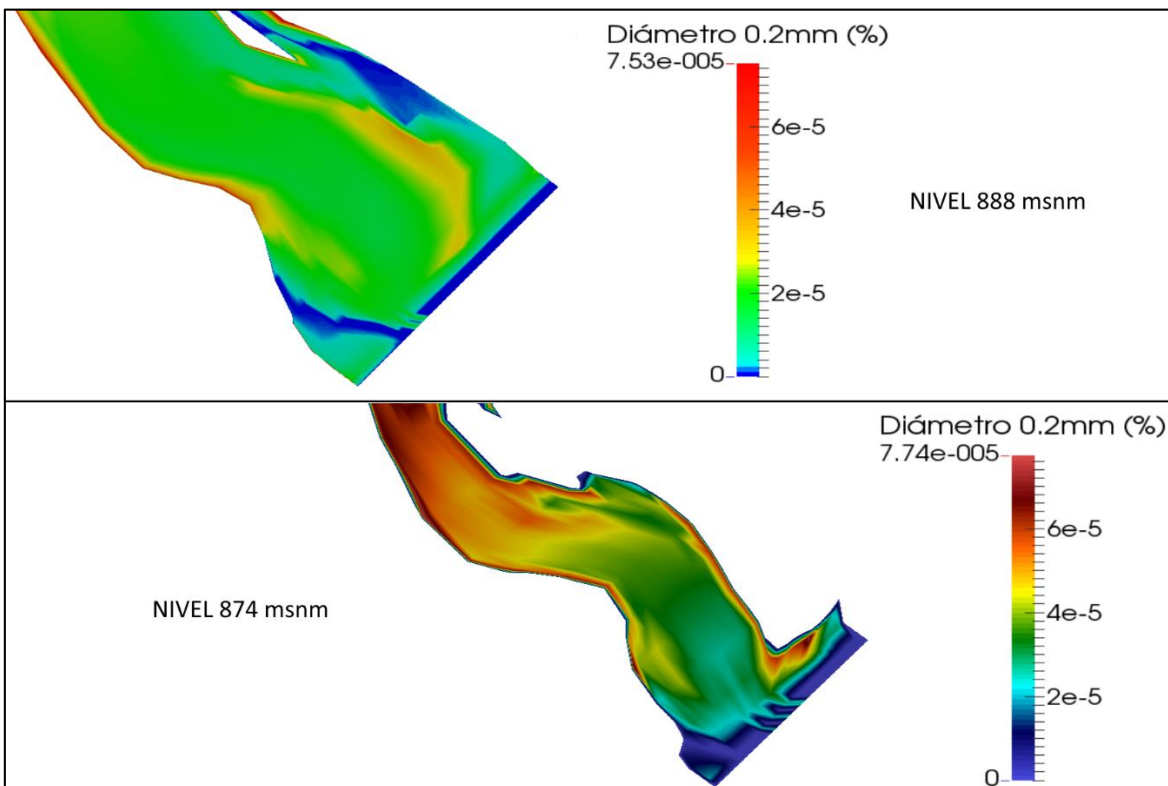 Diámetro 0.2mm (%)
7.53e-005
6e-5
4e-5
2e-5
0
NIVEL 888 msnm
Diámetro 0.2mm (%)
7.74e-005
6e-5
4e-5
2e-5
0
NIVEL 874 msnm